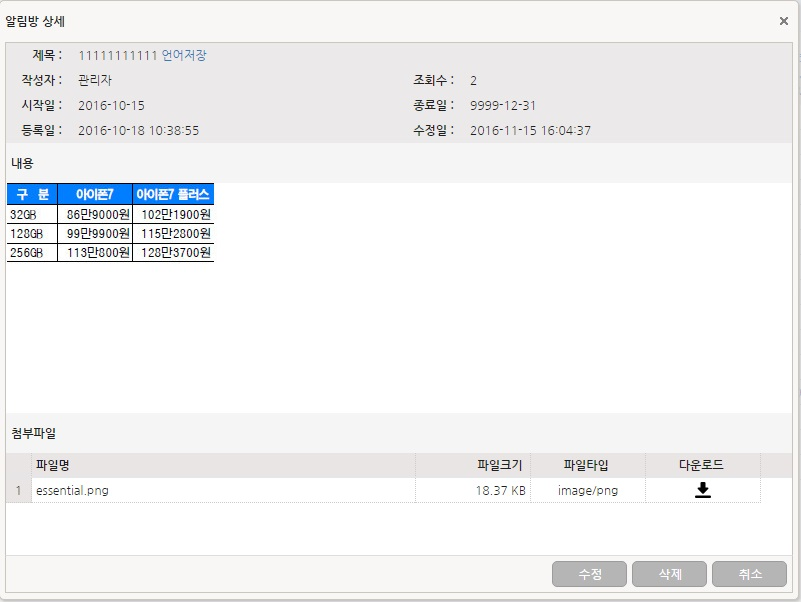 알림방 상세 ×
제목 : 11111111111 언어저장
작성자 : 관리자 조회수 : 2
시작일 : 2016-10-15 종료일 : 9999-12-31
등록일 : 2016-10-18 10:38:55 수정일 : 2016-11-15 16:04:37
내용
구 분 아이폰7 아이폰7 플러스
32GB 86만9000원 102만1900원
128GB 99만9900원 115만2800원
256GB 113만800원 128만3700원
첨부파일
파일명 파일크기 파일타입 다운로드
1 essential.png 18.37 KB image/png
수정 삭제 취소